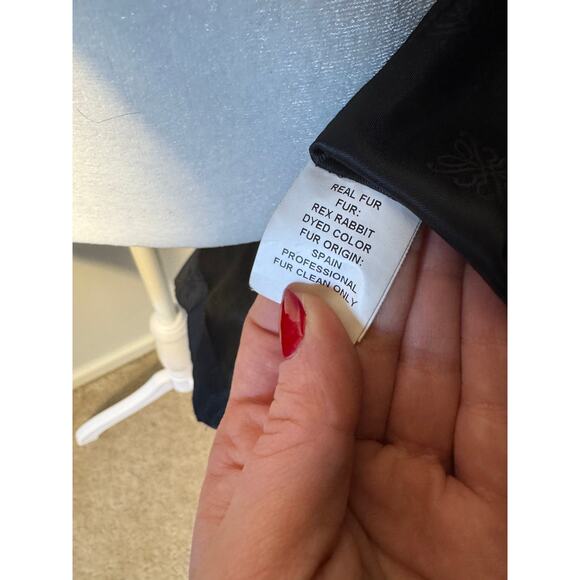 REAL FUR
FUR:
REX RABBIT
DYED COLOR
FUR ORIGIN:
SPAIN
PROFESSIONAL
FUR CLEAN ONLY